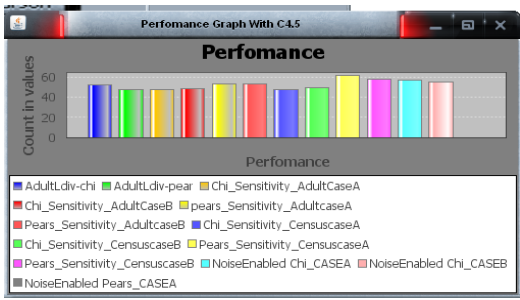 Perfomance Graph With C4.5
Perfomance
Count in values
60
40
20
0
Perfomance
AdultLdiv-chi AdultLdiv-pear Chi_Sensitivity_AdultCaseA
Chi_Sensitivity_AdultCaseB pears_Sensitivity_AdultcaseA
Pears_Sensitivity_AdultcaseB Chi_Sensitivity_CensuscaseA
Chi_Sensitivity_CensuscaseB Pears_Sensitivity_CensuscaseA
Pears_Sensitivity_CensuscaseB NoiseEnabled Chi_CASEA NoiseEnabled Chi_CASEB
NoiseEnabled Pears_CASEA